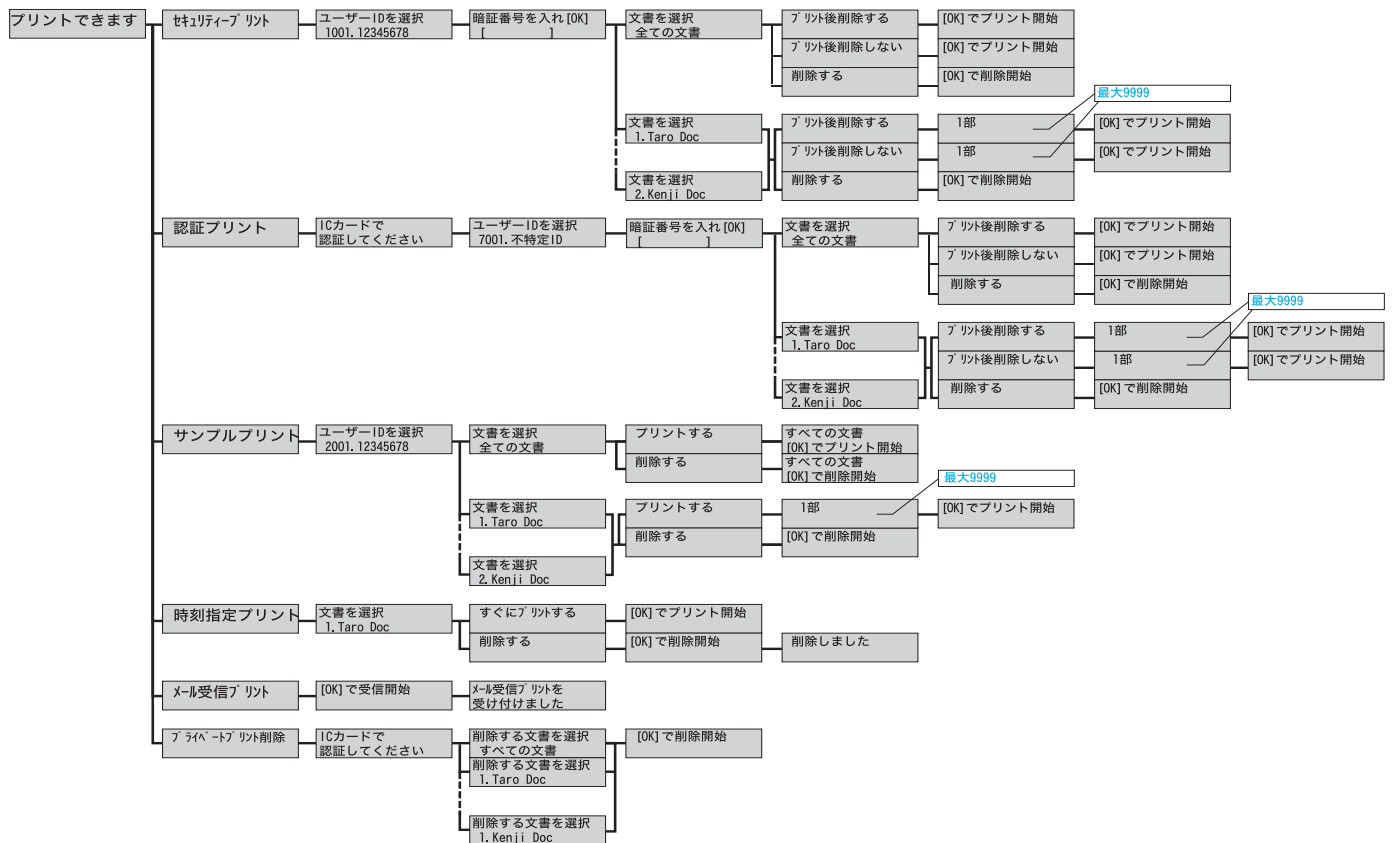 プリントできます
セキュリティープリント
ユーザーIDを選択
1001.12345678
暗証番号を入れ[OK]
[ ]
文書を選択
全ての文書
プリント後削除する
[OK]でプリント開始
プリント後削除しない
[OK]でプリント開始
削除する
[OK]で削除開始
最大9999
文書を選択
1.Taro Doc
プリント後削除する
1部
[OK]でプリント開始
プリント後削除しない
1部
[OK]でプリント開始
文書を選択
2.Kenji Doc
削除する
[OK]で削除開始
認証プリント
ICカードで
認証してください
ユーザーIDを選択
7001.不特定ID
暗証番号を入れ[OK]
[ ]
文書を選択
全ての文書
プリント後削除する
[OK]でプリント開始
プリント後削除しない
[OK]でプリント開始
削除する
[OK]で削除開始
最大9999
文書を選択
1.Taro Doc
プリント後削除する
1部
[OK]でプリント開始
プリント後削除しない
1部
[OK]でプリント開始
文書を選択
2.Kenji Doc
削除する
[OK]で削除開始
サンプルプリント
ユーザーIDを選択
2001.12345678
文書を選択
全ての文書
プリントする
すべての文書
[OK]でプリント開始
削除する
すべての文書
[OK]で削除開始
最大9999
文書を選択
1.Taro Doc
プリントする
1部
[OK]でプリント開始
削除する
[OK]で削除開始
文書を選択
2.Kenji Doc
時刻指定プリント
文書を選択
1.Taro Doc
すぐにプリントする
[OK]でプリント開始
削除する
[OK]で削除開始
削除しました
メール受信プリント
[OK]で受信開始
メール受信プリントを
受け付けました
プライベートプリント削除
ICカードで
認証してください
削除する文書を選択
すべての文書
[OK]で削除開始
削除する文書を選択
1.Taro Doc
削除する文書を選択
1.Kenji Doc